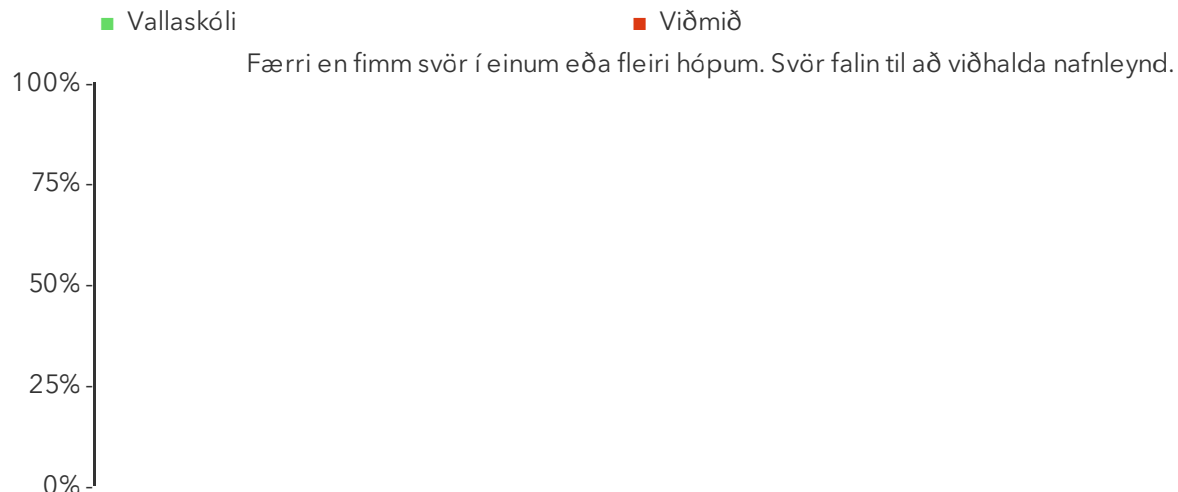 Vallaskóli Viðmið
Færri en fimm svör í einum eða fleiri hópum. Svör falin til að viðhalda nafnleynd.
100%
75%
50%
25%
0%